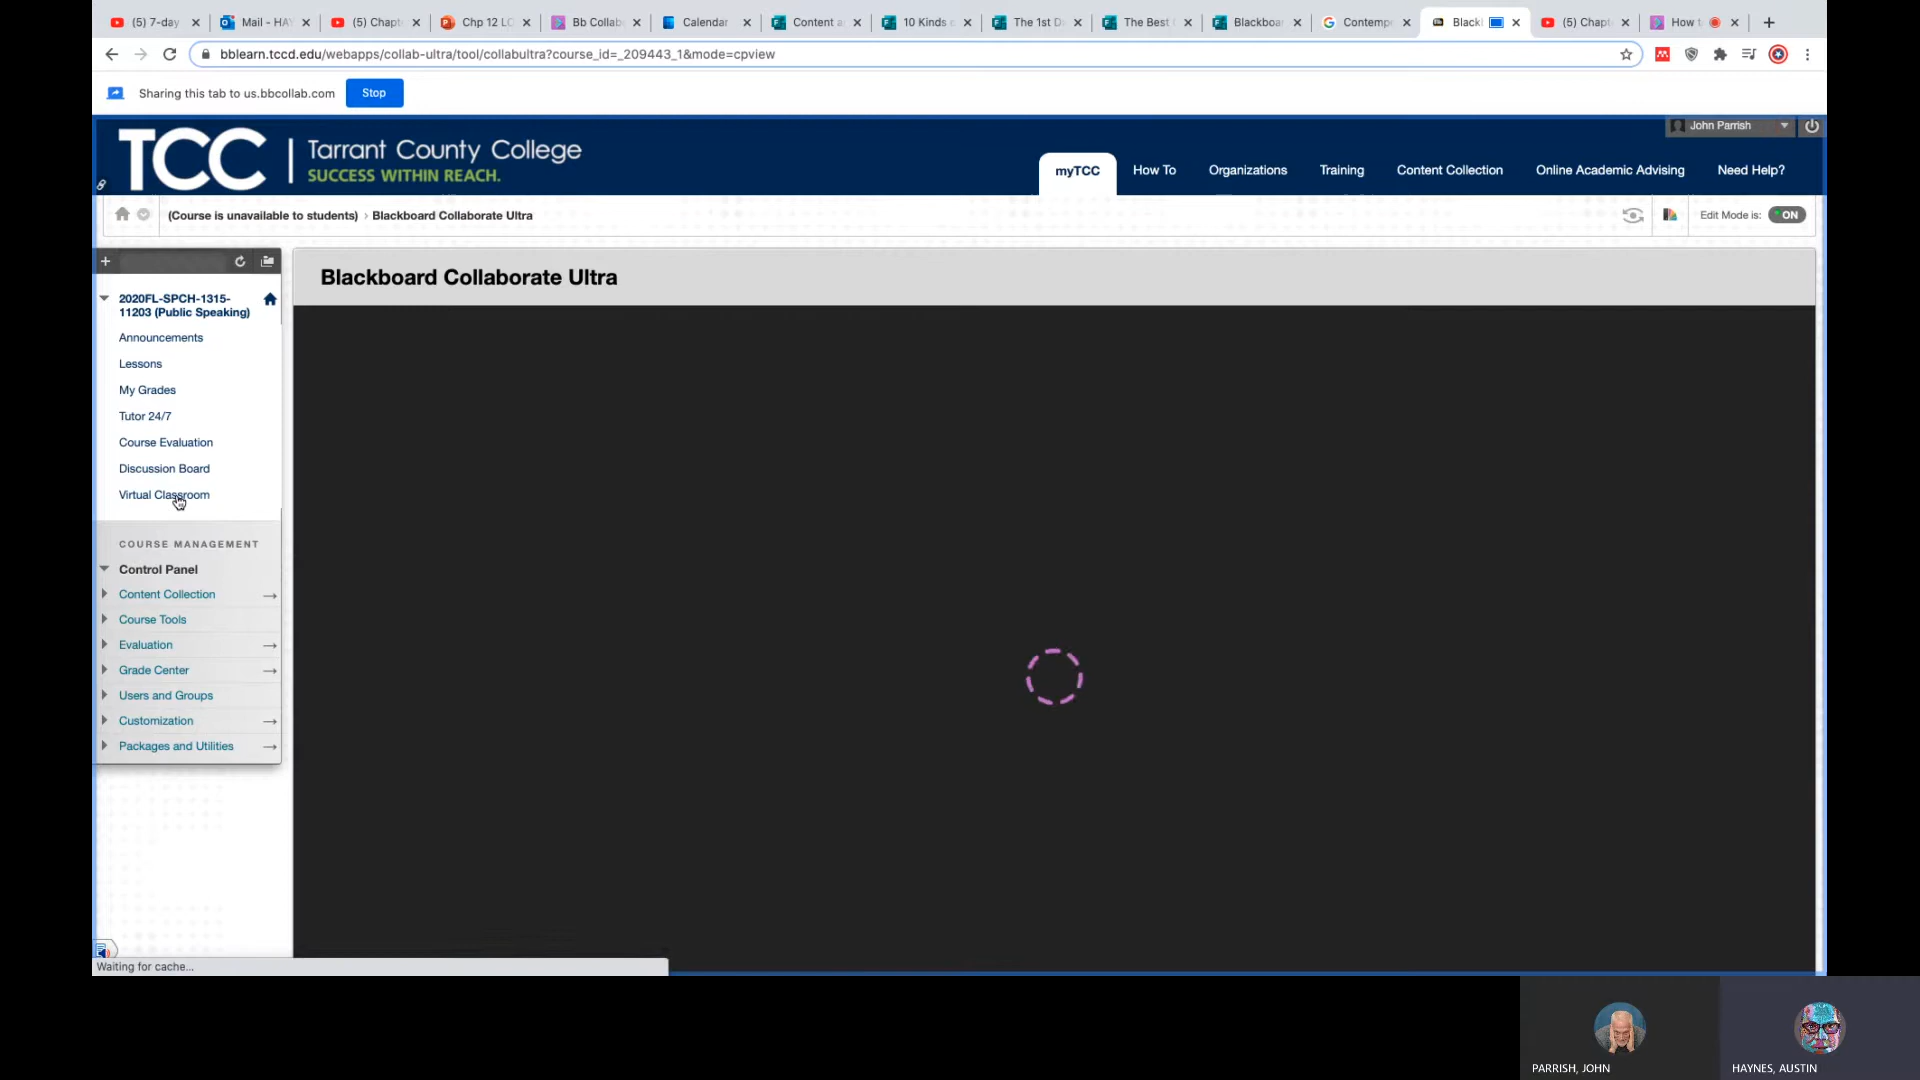 (5) 7-day
Mail - HAY
(5) Chapt
Chp 12 LO
Bb Collab
Calendar
Content a
10 Kinds o
The 1st D
The Best
Blackboar
Contemp
Black
(5) Chapt
How t
bblearn.tccd.edu/webapps/collab-ultra/tool/collabultra?course_id=_209443_1&mode=cpview
Sharing this tab to us.bbcollab.com
Stop
John Parrish
TCC
Tarrant County College
SUCCESS WITHIN REACH.
myTCC
How To
Organizations
Training
Content Collection
Online Academic Advising
Need Help?
(Course is unavailable to students) › Blackboard Collaborate Ultra
Edit Mode is: ON
Blackboard Collaborate Ultra
2020FL-SPCH-1315-
11203 (Public Speaking)
Announcements
Lessons
My Grades
Tutor 24/7
Course Evaluation
Discussion Board
Virtual Classroom
COURSE MANAGEMENT
Control Panel
Content Collection
Course Tools
Evaluation
Grade Center
Users and Groups
Customization
Packages and Utilities
Waiting for cache...
PARRISH, JOHN
HAYNES, AUSTIN